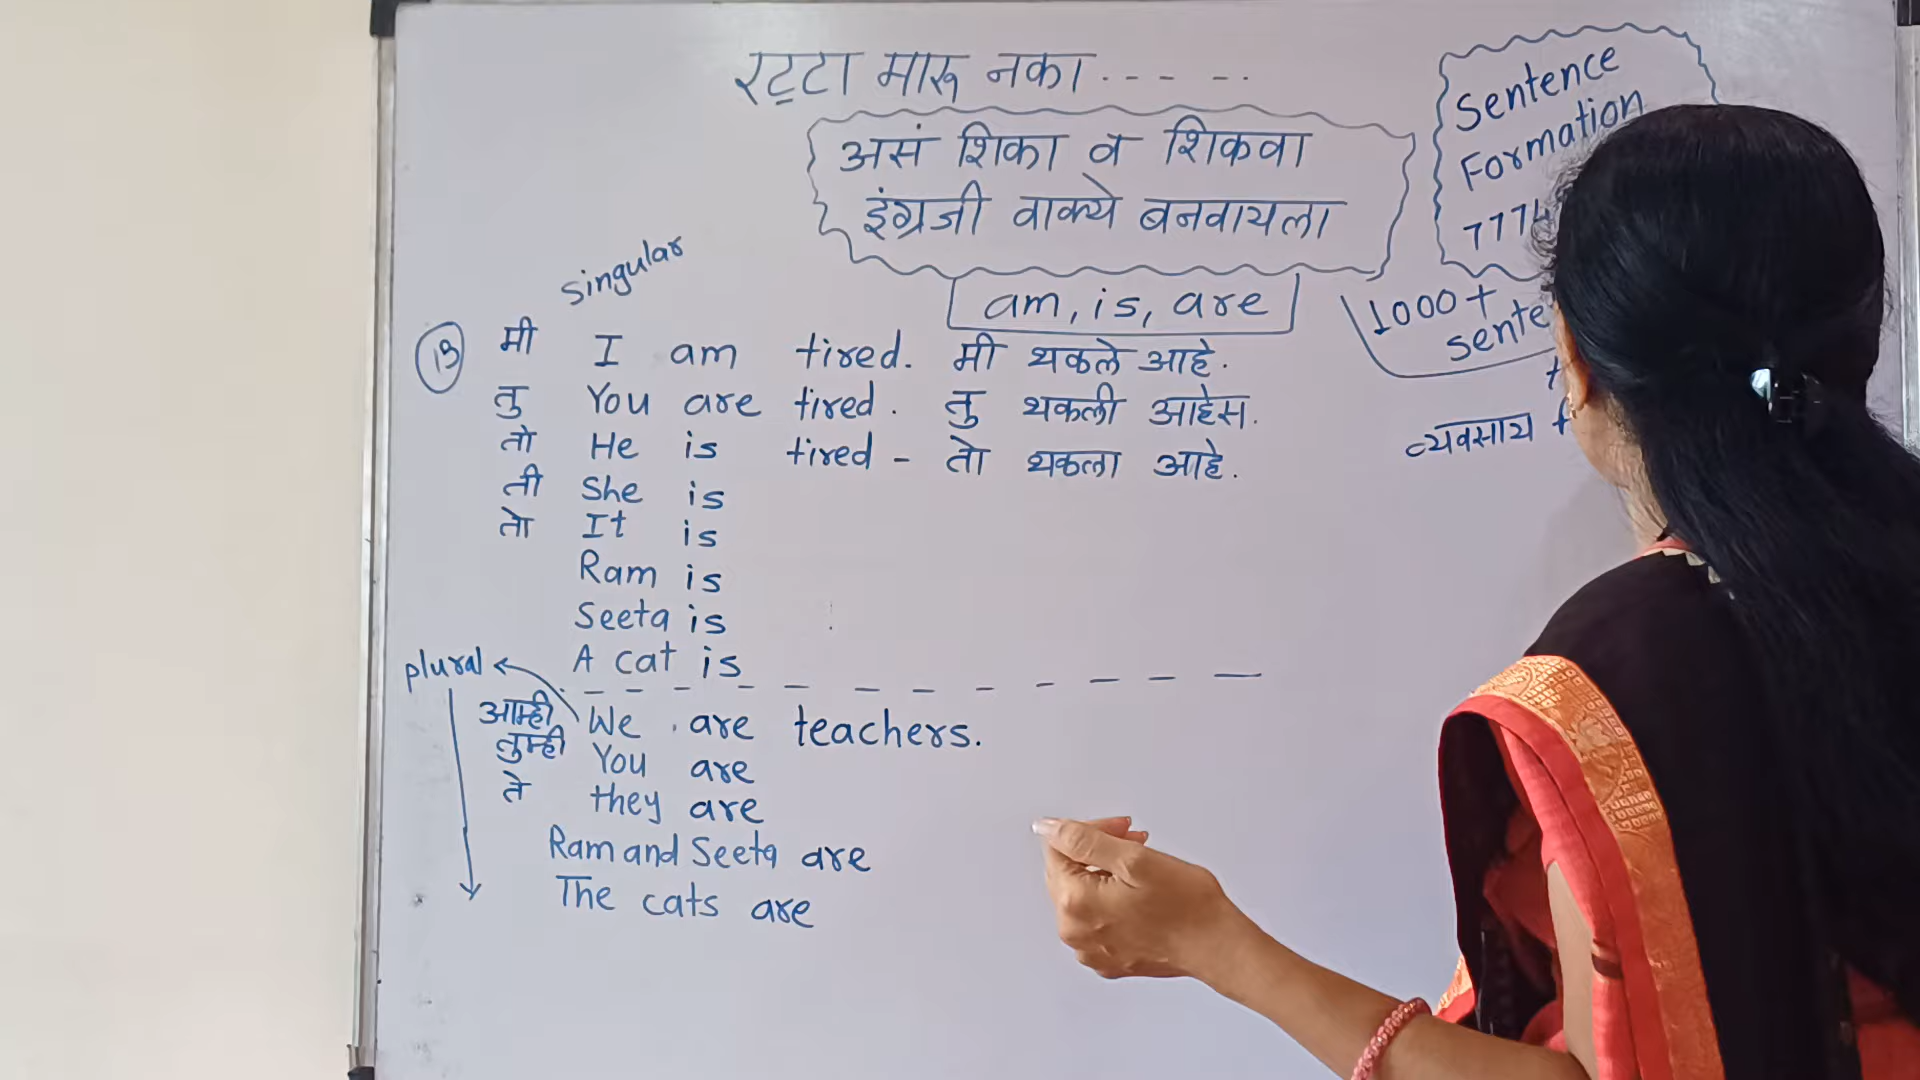 रट्टा मारू नका.... ..
असं शिका व शिकवा
इंग्रजी वाक्ये बनवायला
am, is, are
Sentence
Formation
1000+
व्यवसाय
singular
13
मी I am tired. मी थकले आहे.
तु You are tired. तु थकली आहेस.
तो He is tired - तो थकला आहे.
ती She is
तो It is
Ram is
Seeta is
A cat is
plural
आम्ही We are teachers.
तुम्ही You are
ते they are
Ram and Seeta are
The cats are